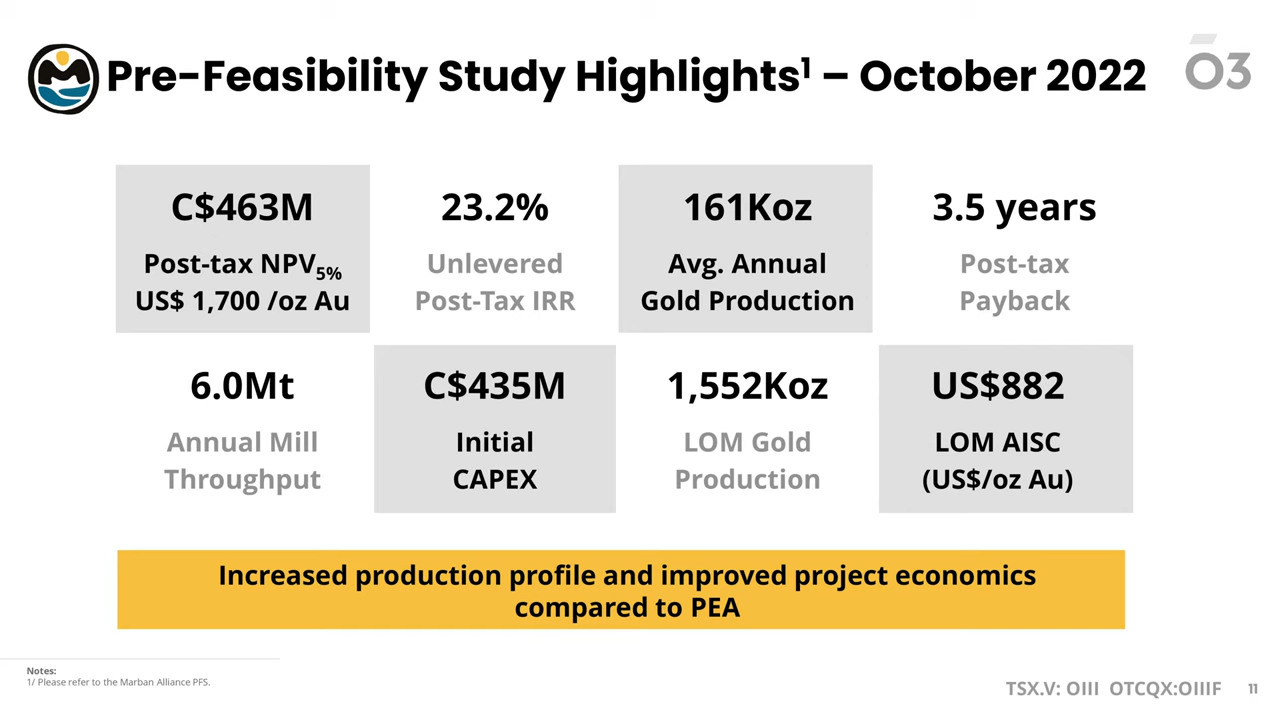 Pre-Feasibility Study Highlights¹ – October 2022
Ō3
C$463M
Post-tax NPV5%
US$ 1,700 /oz Au
23.2%
Unlevered
Post-Tax IRR
161Koz
Avg. Annual
Gold Production
3.5 years
Post-tax
Payback
6.0Mt
Annual Mill
Throughput
C$435M
Initial
CAPEX
1,552Koz
LOM Gold
Production
US$882
LOM AISC
(US$/oz Au)
Increased production profile and improved project economics
compared to PEA
Notes:
1/ Please refer to the Marban Alliance PFS.
TSX.V: OIII OTCQX:OIIIF 11